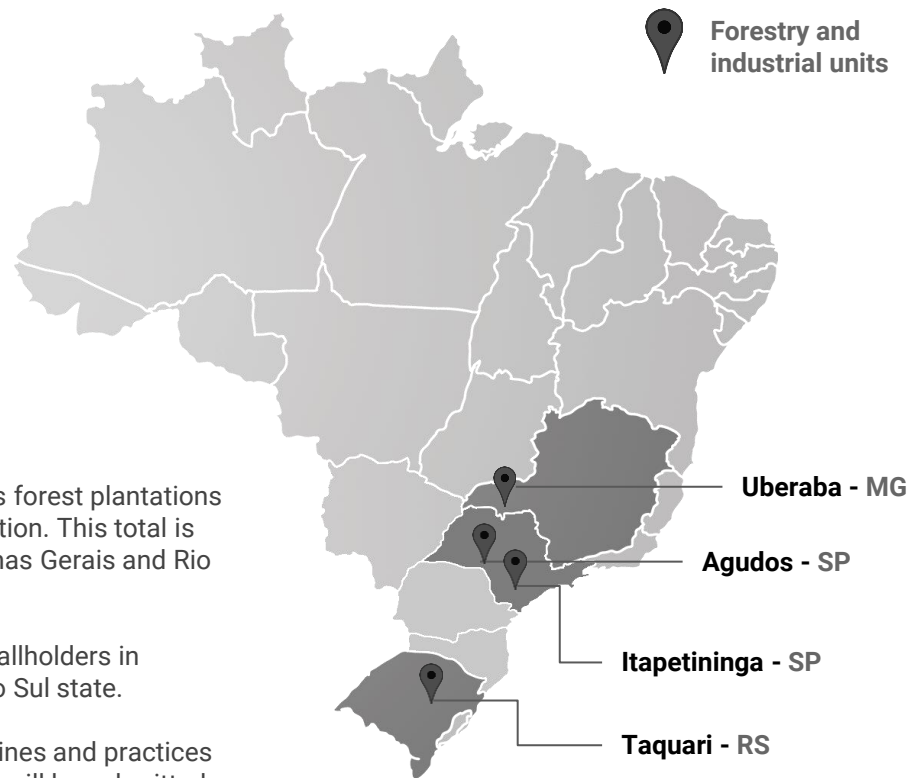 Forestry and
industrial units
Uberaba - MG
Agudos - SP
Itapetininga - SP
Taquari - RS
s forest plantations
tion. This total is
nas Gerais and Rio
allholders in
o Sul state.
ines and practices